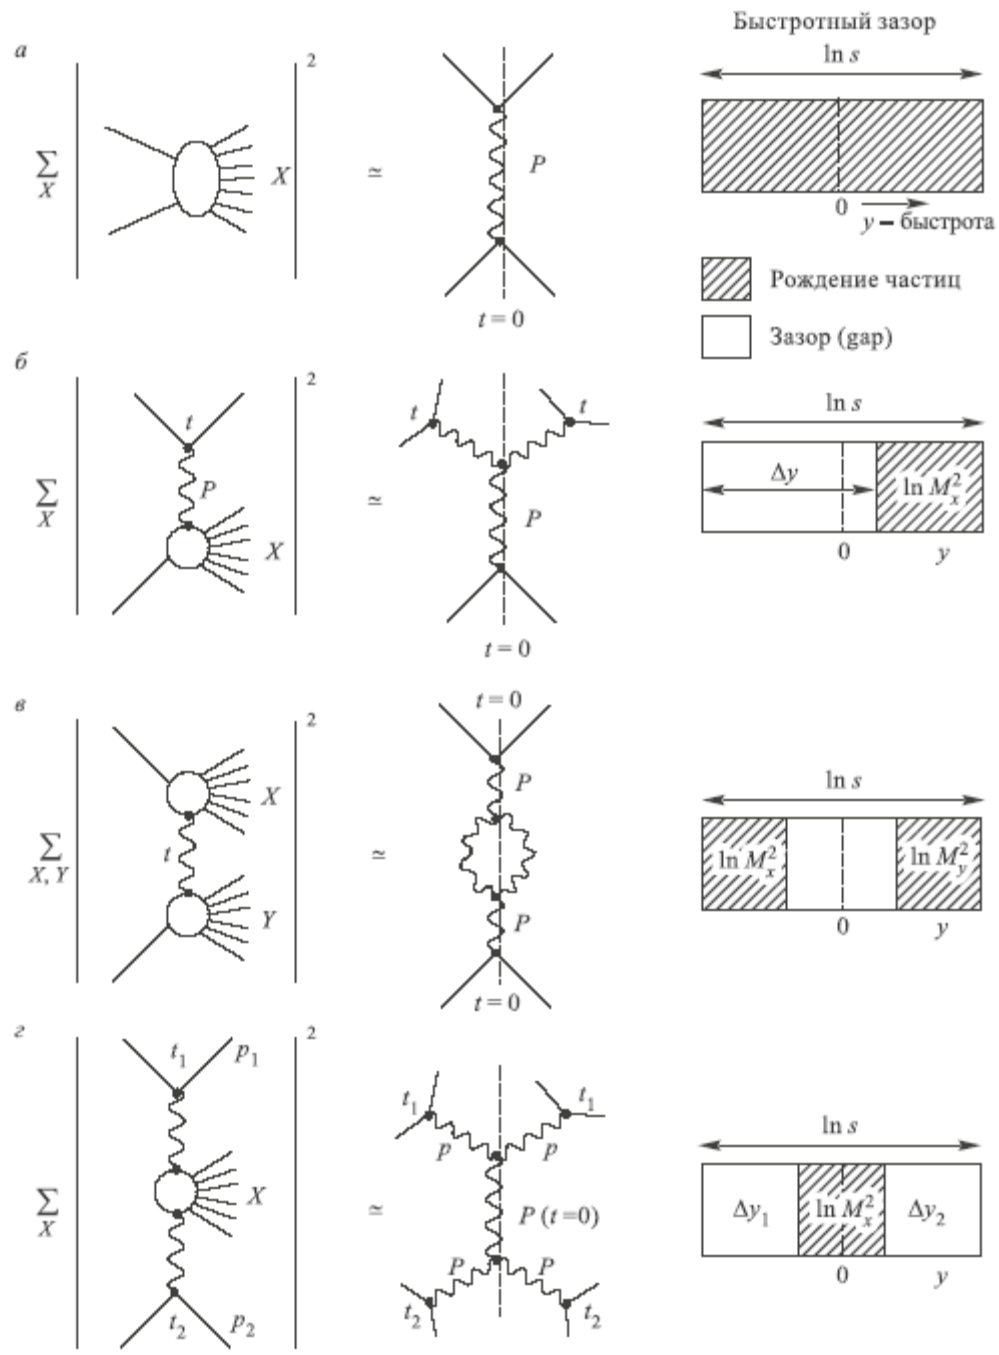 Быстротный зазор
а
2
ln s
∑
X
X
≃
P
0
y – быстрота
t = 0
Рождение частиц
Зазор (gap)
б
2
ln s
t
P
∑
X
X
≃
t
t
P
t = 0
Δy
ln M²ₓ
0
y
в
2
t = 0
ln s
∑
X, Y
X
t
Y
≃
P
P
t = 0
ln M²ₓ
ln M²ᵧ
0
y
г
2
t₁
p₁
∑
X
X
t₂
p₂
≃
t₁
t₁
p
p
P (t =0)
P
P
t₂
t₂
ln s
Δy₁
ln M²ₓ
Δy₂
0
y